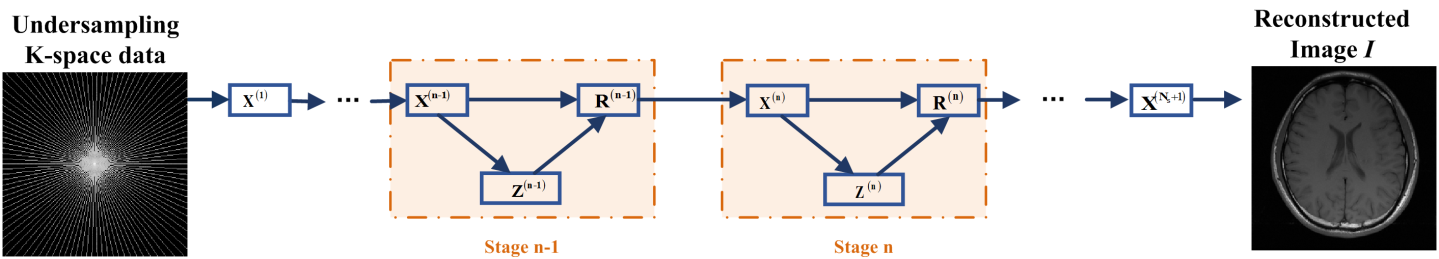 Undersampling
K-space data
X^(1)
...
X^(n-1)
R^(n-1)
Z^(n-1)
Stage n-1
X^(n)
R^(n)
Z^(n)
Stage n
...
X^(N_s+1)
Reconstructed
Image I